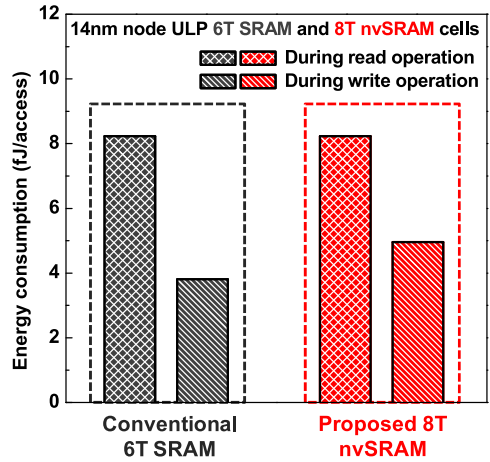 14nm node ULP 6T SRAM and 8T nvSRAM cells
During read operation
During write operation
Energy consumption (fJ/access)
12
10
8
6
4
2
0
Conventional
6T SRAM
Proposed 8T
nvSRAM